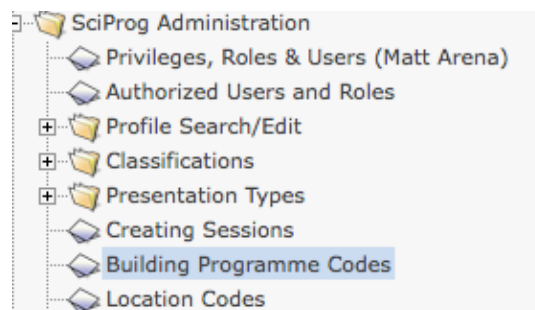 SciProg Administration
Privileges, Roles & Users (Matt Arena)
Authorized Users and Roles
Profile Search/Edit
Classifications
Presentation Types
Creating Sessions
Building Programme Codes
Location Codes